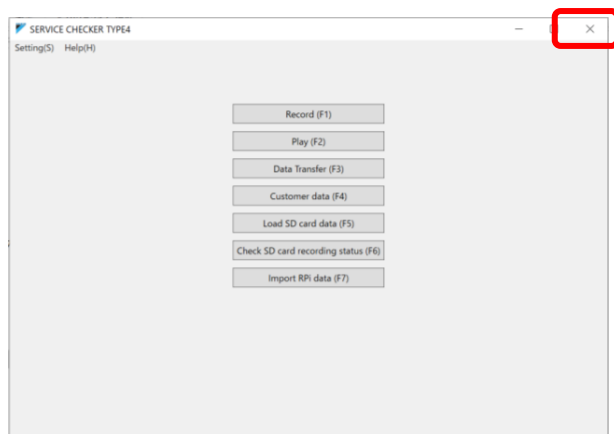 SERVICE CHECKER TYPE4
Setting(S) Help(H)
Record (F1)
Play (F2)
Data Transfer (F3)
Customer data (F4)
Load SD card data (F5)
Check SD card recording status (F6)
Import RPi data (F7)